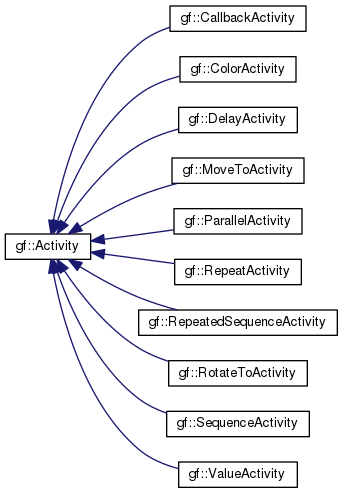 gf::CallbackActivity
gf::ColorActivity
gf::DelayActivity
gf::MoveToActivity
gf::ParallelActivity
gf::Activity
gf::RepeatActivity
gf::RepeatedSequenceActivity
gf::RotateToActivity
gf::SequenceActivity
gf::ValueActivity